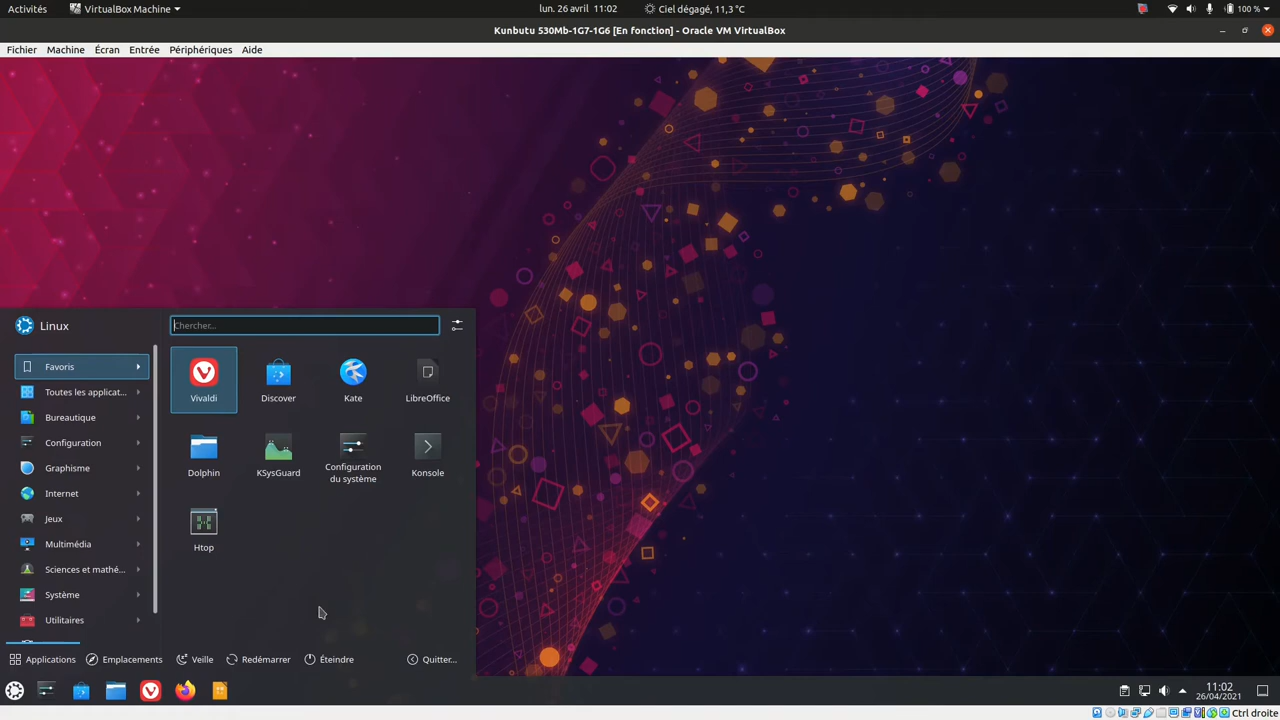 Activités
VirtualBox Machine
lun. 26 avril 11:02
Ciel dégagé, 11,3 °C
100 %
Kunbutu 530Mb-1G7-1G6 [En fonction] - Oracle VM VirtualBox
Fichier Machine Écran Entrée Périphériques Aide
Linux
Chercher...
Favoris
Toutes les applicat...
Bureautique
Configuration
Graphisme
Internet
Jeux
Multimédia
Sciences et mathé...
Système
Utilitaires
Vivaldi
Discover
Kate
LibreOffice
Dolphin
KSysGuard
Configuration
du système
Konsole
Htop
Applications
Emplacements
Veille
Redémarrer
Éteindre
Quitter...
11:02
26/04/2021
Ctrl droite